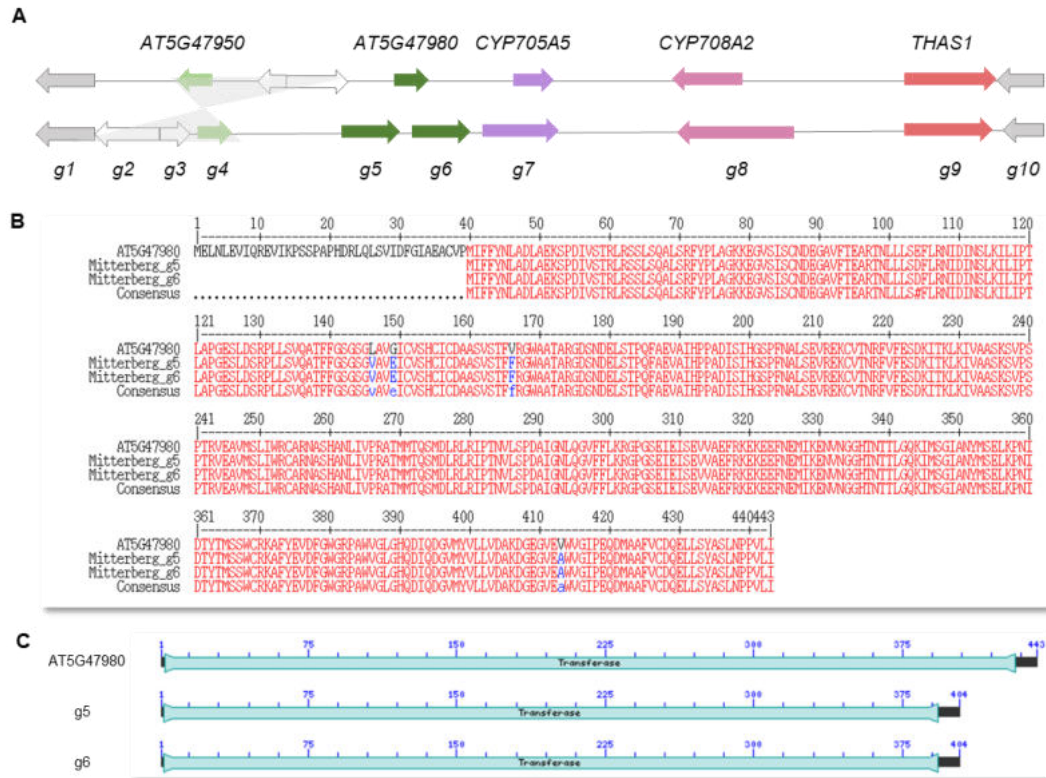 A
AT5G47950 AT5G47980 CYP705A5 CYP708A2 THAS1
g1 g2 g3 g4 g5 g6 g7 g8 g9 g10
B
1 10 20 30 40 50 60 70 80 90 100 110 120
AT5G47980 MELNLEVIQREVIKPSSPAPHDRLQLSVIDFGIAEACVPMIFFYNLADLAEKSPDIVSTRLRSSLSQALSRFYPLAGKKEGVSISCNDEGAVFTEARTNLLLSEFLRNIDINSLKILIPT
Mitterberg_g5 MIFFYNLADLAEKSPDIVSTRLRSSLSQALSRFYPLAGKKEGVSISCNDEGAVFTEARTNLLLSDFLRNIDINSLKILIPT
Mitterberg_g6 MIFFYNLADLAEKSPDIVSTRLRSSLSQALSRFYPLAGKKEGVSISCNDEGAVFTEARTNLLLSDFLRNIDINSLKILIPT
Consensus .......................................MIFFYNLADLAEKSPDIVSTRLRSSLSQALSRFYPLAGKKEGVSISCNDEGAVFTEARTNLLLS#FLRNIDINSLKILIPT
121 130 140 150 160 170 180 190 200 210 220 230 240
AT5G47980 LAPGESLDSRPLLSVQATFFGSGSGLAVGICVSHCICDAASVSTFVRGWAATARGDSNDELSTPQFAEVAIHPPADISIHGSPFNALSEVREKCVTNRFVFESDKITKLKIVAASKSVPS
Mitterberg_g5 LAPGESLDSRPLLSVQATFFGSGSGVAVEICVSHCICDAASVSTFFRGWAATARGDSNDELSTPQFAEVAIHPPADISIHGSPFNALSEVREKCVTNRFVFESDKITKLKIVAASKSVPS
Mitterberg_g6 LAPGESLDSRPLLSVQATFFGSGSGVAVEICVSHCICDAASVSTFFRGWAATARGDSNDELSTPQFAEVAIHPPADISIHGSPFNALSEVREKCVTNRFVFESDKITKLKIVAASKSVPS
Consensus LAPGESLDSRPLLSVQATFFGSGSGvAVeICVSHCICDAASVSTFfRGWAATARGDSNDELSTPQFAEVAIHPPADISIHGSPFNALSEVREKCVTNRFVFESDKITKLKIVAASKSVPS
241 250 260 270 280 290 300 310 320 330 340 350 360
AT5G47980 PTRVEAVMSLIWRCARNASHANLIVPRATMMTQSMDLRLRIPTNVLSPDAIGNLQGVFFLKRGPGSEIEISEVVAEFRKEKEEFNEMIKENVNGGHTNTTLGQKIMSGIANYMSELKPNI
Mitterberg_g5 PTRVEAVMSLIWRCARNASHANLIVPRATMMTQSMDLRLRIPTNVLSPDAIGNLQGVFFLKRGPGSEIEISEVVAEFRKEKEEFNEMIKENVNGGHTNTTLGQKIMSGIANYMSELKPNI
Mitterberg_g6 PTRVEAVMSLIWRCARNASHANLIVPRATMMTQSMDLRLRIPTNVLSPDAIGNLQGVFFLKRGPGSEIEISEVVAEFRKEKEEFNEMIKENVNGGHTNTTLGQKIMSGIANYMSELKPNI
Consensus PTRVEAVMSLIWRCARNASHANLIVPRATMMTQSMDLRLRIPTNVLSPDAIGNLQGVFFLKRGPGSEIEISEVVAEFRKEKEEFNEMIKENVNGGHTNTTLGQKIMSGIANYMSELKPNI
361 370 380 390 400 410 420 430 440443
AT5G47980 DTYTMSSWCRKAFYEVDFGWGRPAWVGLGHQDIQDGVMYVLLVDAKDGEGVEVWVGIPEQDMAAFVCDQELLSYASLNPPVLI
Mitterberg_g5 DTYTMSSWCRKAFYEVDFGWGRPAWVGLGHQDIQDGVMYVLLVDAKDGEGVEAWVGIPEQDMAAFVCDQELLSYASLNPPVLI
Mitterberg_g6 DTYTMSSWCRKAFYEVDFGWGRPAWVGLGHQDIQDGVMYVLLVDAKDGEGVEAWVGIPEQDMAAFVCDQELLSYASLNPPVLI
Consensus DTYTMSSWCRKAFYEVDFGWGRPAWVGLGHQDIQDGVMYVLLVDAKDGEGVEaWVGIPEQDMAAFVCDQELLSYASLNPPVLI
C
1 75 150 225 300 375 443
AT5G47980 Transferase
1 75 150 225 300 375 404
g5 Transferase
1 75 150 225 300 375 404
g6 Transferase